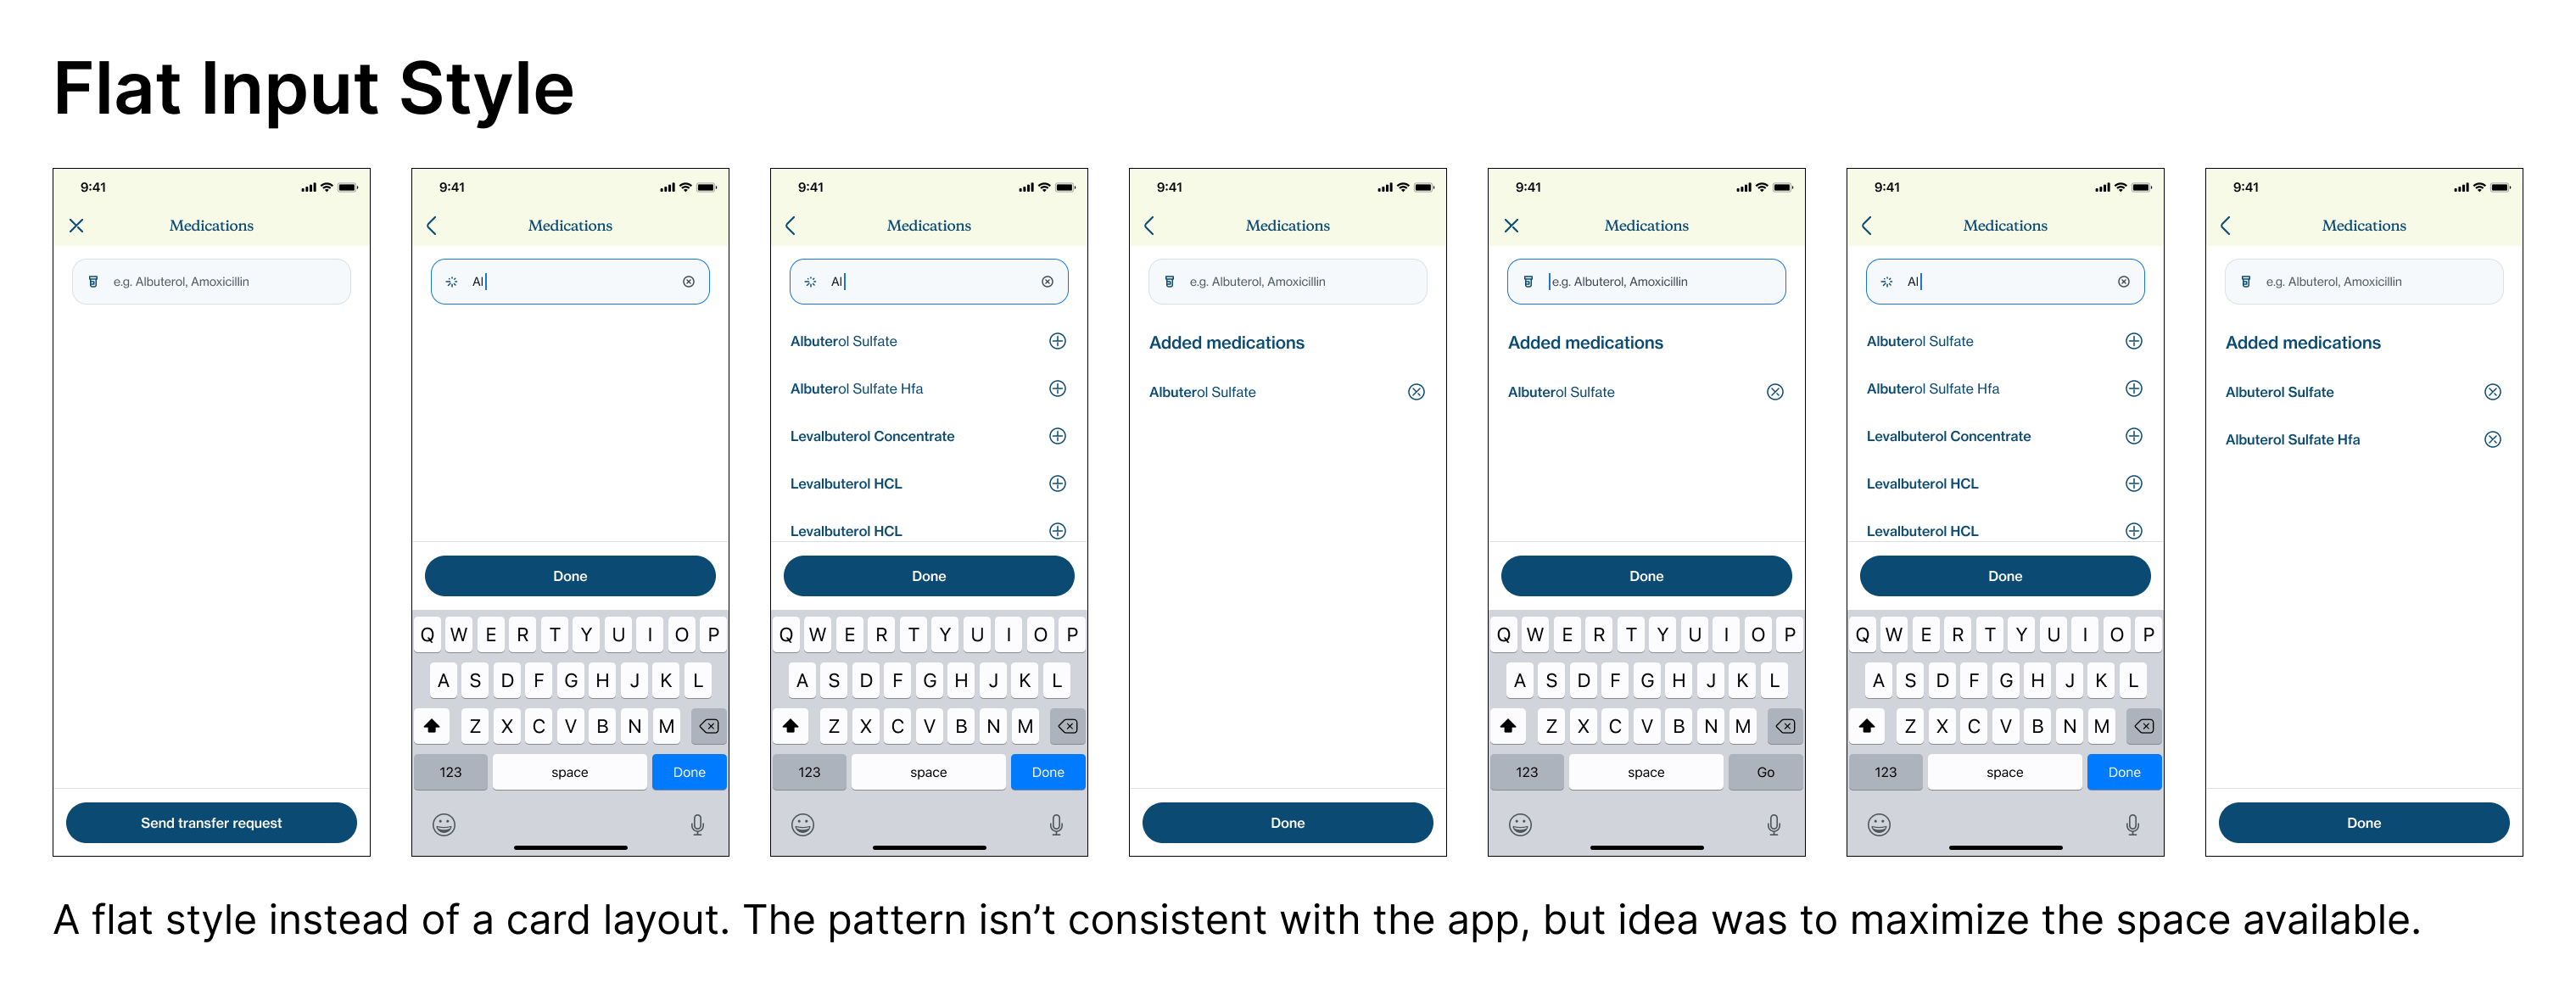 Flat Input Style
9:41
Medications
e.g. Albuterol, Amoxicillin
Send transfer request
9:41
Medications
Al
Done
Q W E R T Y U I O P
A S D F G H J K L
Z X C V B N M
123 space Done
9:41
Medications
Al
Albuterol Sulfate
Albuterol Sulfate Hfa
Levalbuterol Concentrate
Levalbuterol HCL
Levalbuterol HCL
Done
Q W E R T Y U I O P
A S D F G H J K L
Z X C V B N M
123 space Done
9:41
Medications
e.g. Albuterol, Amoxicillin
Added medications
Albuterol Sulfate
Done
9:41
Medications
e.g. Albuterol, Amoxicillin
Added medications
Albuterol Sulfate
Done
Q W E R T Y U I O P
A S D F G H J K L
Z X C V B N M
123 space Go
9:41
Medications
Al
Albuterol Sulfate
Albuterol Sulfate Hfa
Levalbuterol Concentrate
Levalbuterol HCL
Levalbuterol HCL
Done
Q W E R T Y U I O P
A S D F G H J K L
Z X C V B N M
123 space Done
9:41
Medications
e.g. Albuterol, Amoxicillin
Added medications
Albuterol Sulfate
Albuterol Sulfate Hfa
Done
A flat style instead of a card layout. The pattern isn’t consistent with the app, but idea was to maximize the space available.